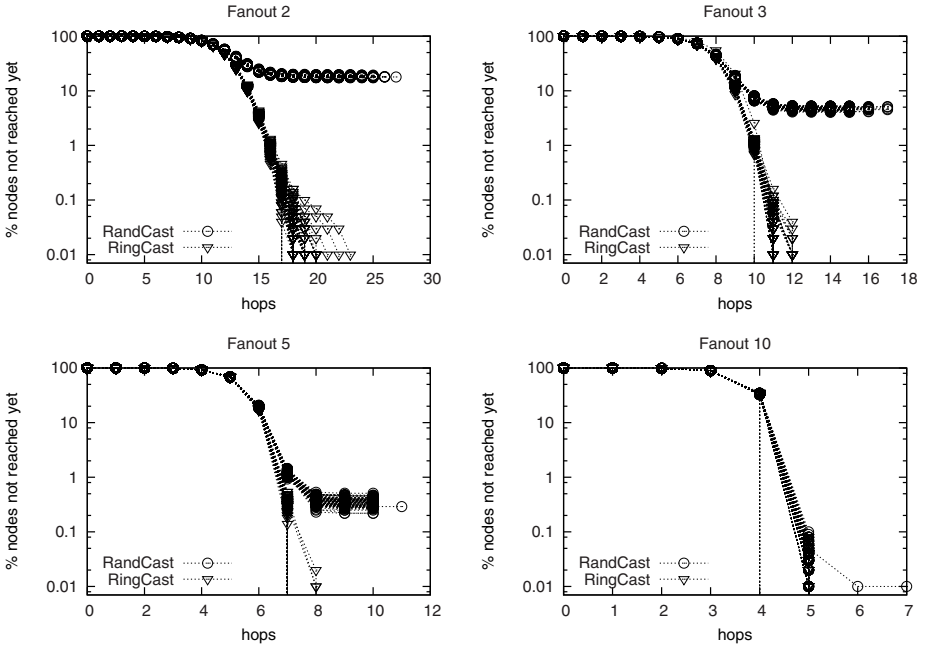 Fanout 2
% nodes not reached yet
100
10
1
0.1
0.01
RandCast
RingCast
0 5 10 15 20 25 30
hops
Fanout 3
% nodes not reached yet
100
10
1
0.1
0.01
RandCast
RingCast
0 2 4 6 8 10 12 14 16 18
hops
Fanout 5
% nodes not reached yet
100
10
1
0.1
0.01
RandCast
RingCast
0 2 4 6 8 10 12
hops
Fanout 10
% nodes not reached yet
100
10
1
0.1
0.01
RandCast
RingCast
0 1 2 3 4 5 6 7
hops